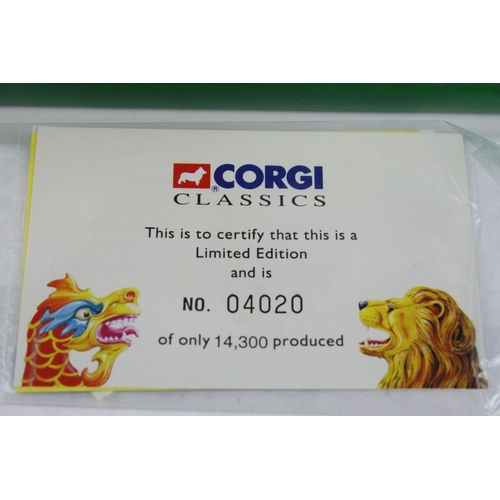 ® CORGI
CLASSICS
This is to certify that this is a
Limited Edition
and is
NO. 04020
of only 14,300 produced